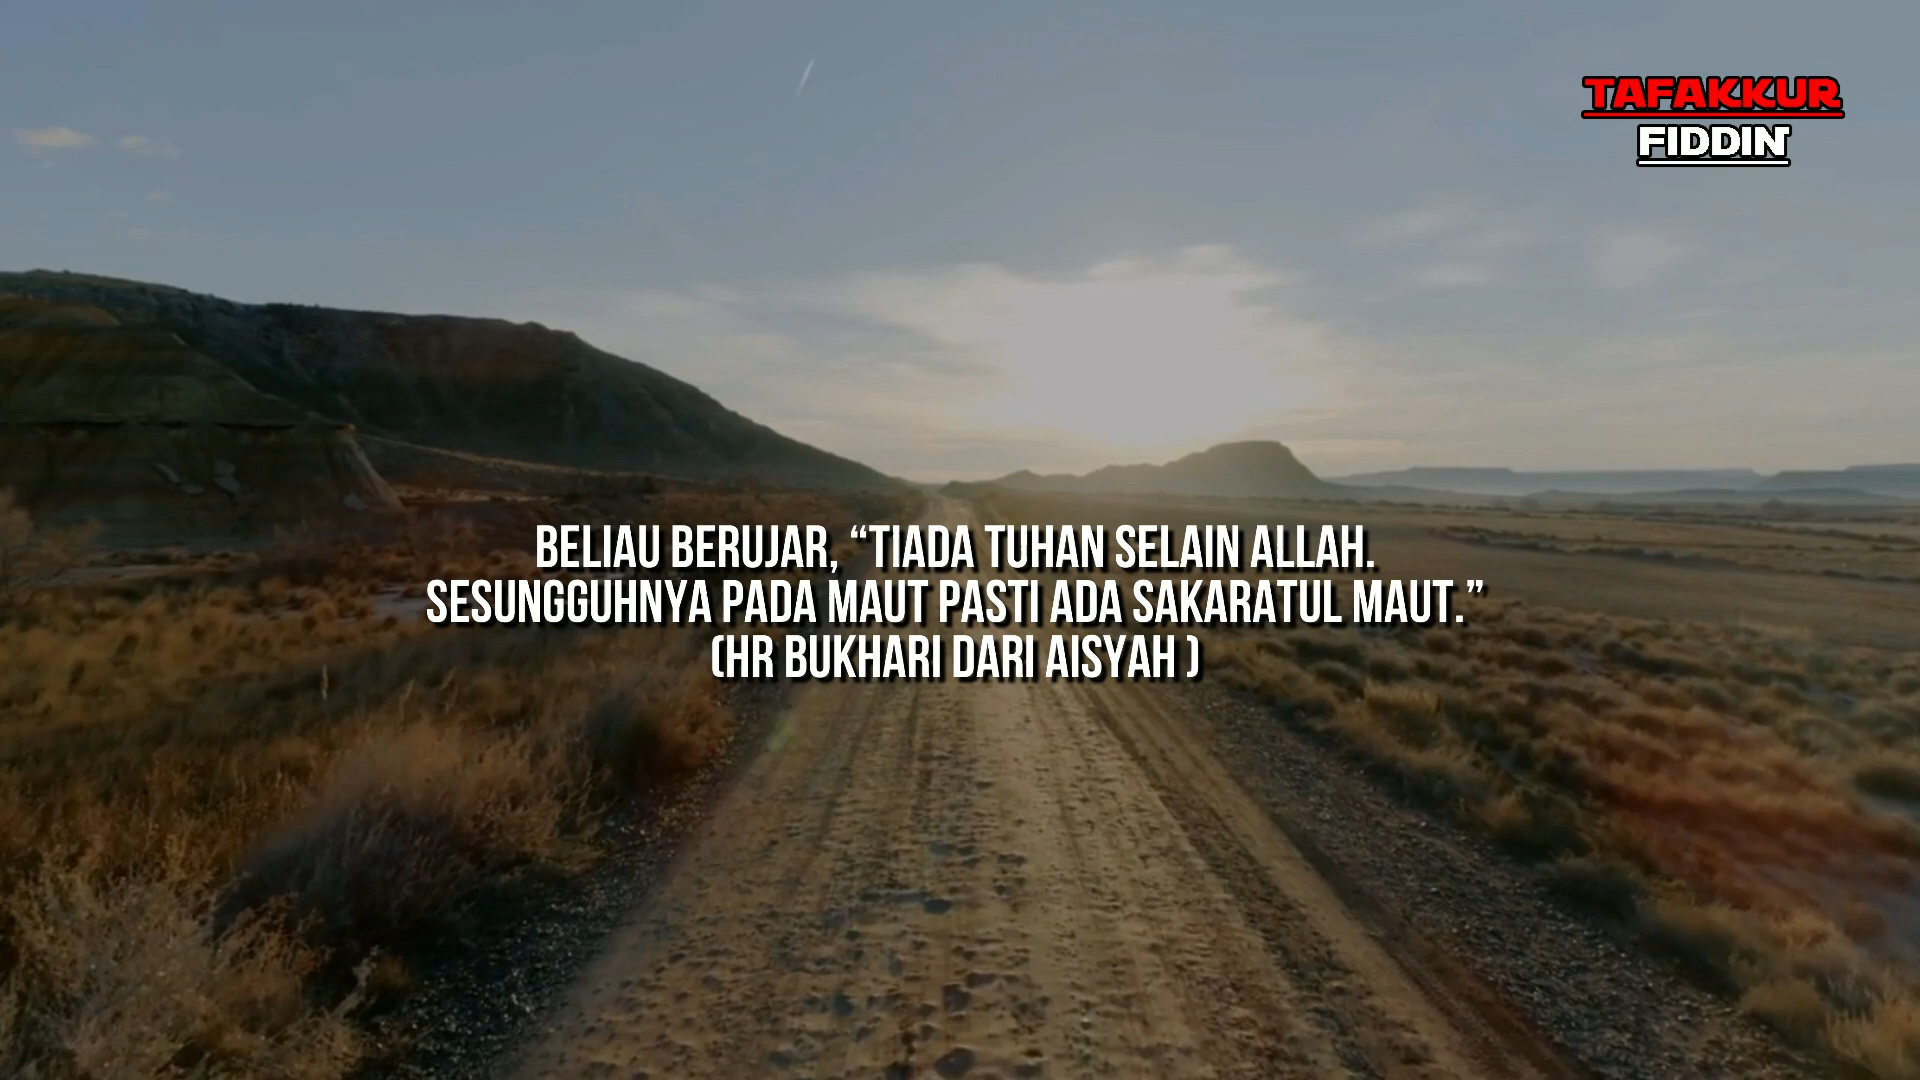 TAFAKKUR
FIDDIN
BELIAU BERUJAR, “TIADA TUHAN SELAIN ALLAH.
SESUNGGUHNYA PADA MAUT PASTI ADA SAKARATUL MAUT.”
(HR BUKHARI DARI AISYAH )